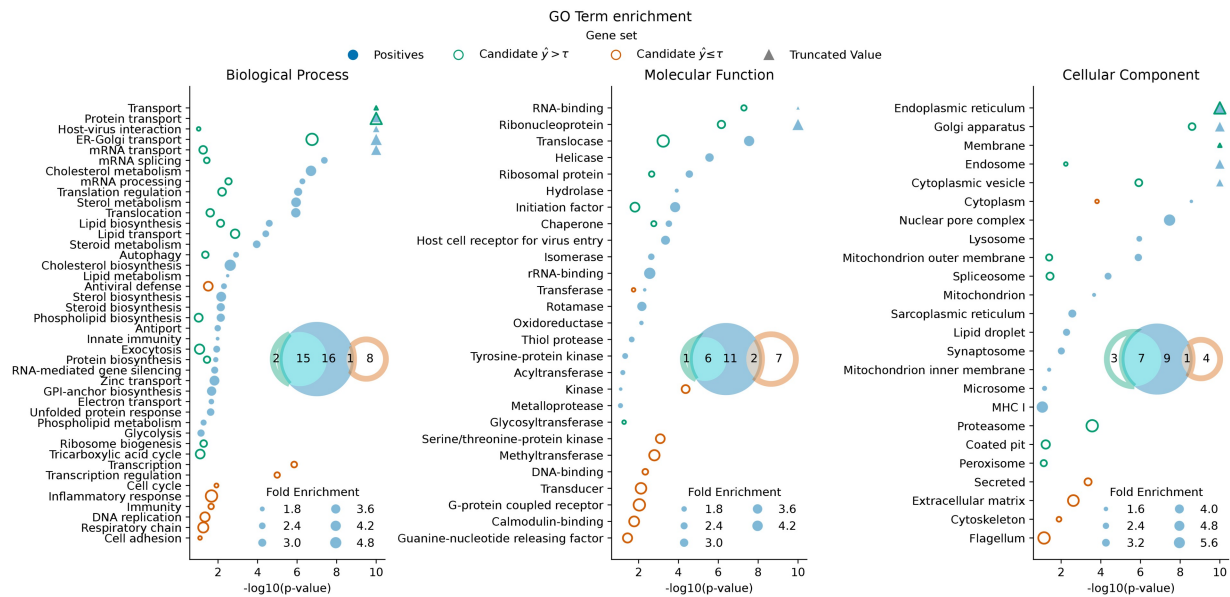 GO Term enrichment
Gene set
Positives
Candidate ŷ > τ
Candidate ŷ ≤ τ
Truncated Value
Biological Process
Transport
Protein transport
Host-virus interaction
ER-Golgi transport
mRNA transport
mRNA splicing
Cholesterol metabolism
mRNA processing
Translation regulation
Sterol metabolism
Translocation
Lipid biosynthesis
Lipid transport
Steroid metabolism
Autophagy
Cholesterol biosynthesis
Lipid metabolism
Antiviral defense
Sterol biosynthesis
Steroid biosynthesis
Phospholipid biosynthesis
Antiport
Innate immunity
Exocytosis
Protein biosynthesis
RNA-mediated gene silencing
Zinc transport
GPI-anchor biosynthesis
Electron transport
Unfolded protein response
Phospholipid metabolism
Glycolysis
Ribosome biogenesis
Tricarboxylic acid cycle
Transcription
Transcription regulation
Cell cycle
Inflammatory response
Immunity
DNA replication
Respiratory chain
Cell adhesion
2 15 16 1 8
Fold Enrichment
1.8 3.6
2.4 4.2
3.0 4.8
2 4 6 8 10
-log10(p-value)
Molecular Function
RNA-binding
Ribonucleoprotein
Translocase
Helicase
Ribosomal protein
Hydrolase
Initiation factor
Chaperone
Host cell receptor for virus entry
Isomerase
rRNA-binding
Transferase
Rotamase
Oxidoreductase
Thiol protease
Tyrosine-protein kinase
Acyltransferase
Kinase
Metalloprotease
Glycosyltransferase
Serine/threonine-protein kinase
Methyltransferase
DNA-binding
Transducer
G-protein coupled receptor
Calmodulin-binding
Guanine-nucleotide releasing factor
1 6 11 2 7
Fold Enrichment
1.8 3.6
2.4 4.2
3.0
2 4 6 8 10
-log10(p-value)
Cellular Component
Endoplasmic reticulum
Golgi apparatus
Membrane
Endosome
Cytoplasmic vesicle
Cytoplasm
Nuclear pore complex
Lysosome
Mitochondrion outer membrane
Spliceosome
Mitochondrion
Sarcoplasmic reticulum
Lipid droplet
Synaptosome
Mitochondrion inner membrane
Microsome
MHC I
Proteasome
Coated pit
Peroxisome
Secreted
Extracellular matrix
Cytoskeleton
Flagellum
3 7 9 1 4
Fold Enrichment
1.6 4.0
2.4 4.8
3.2 5.6
2 4 6 8 10
-log10(p-value)